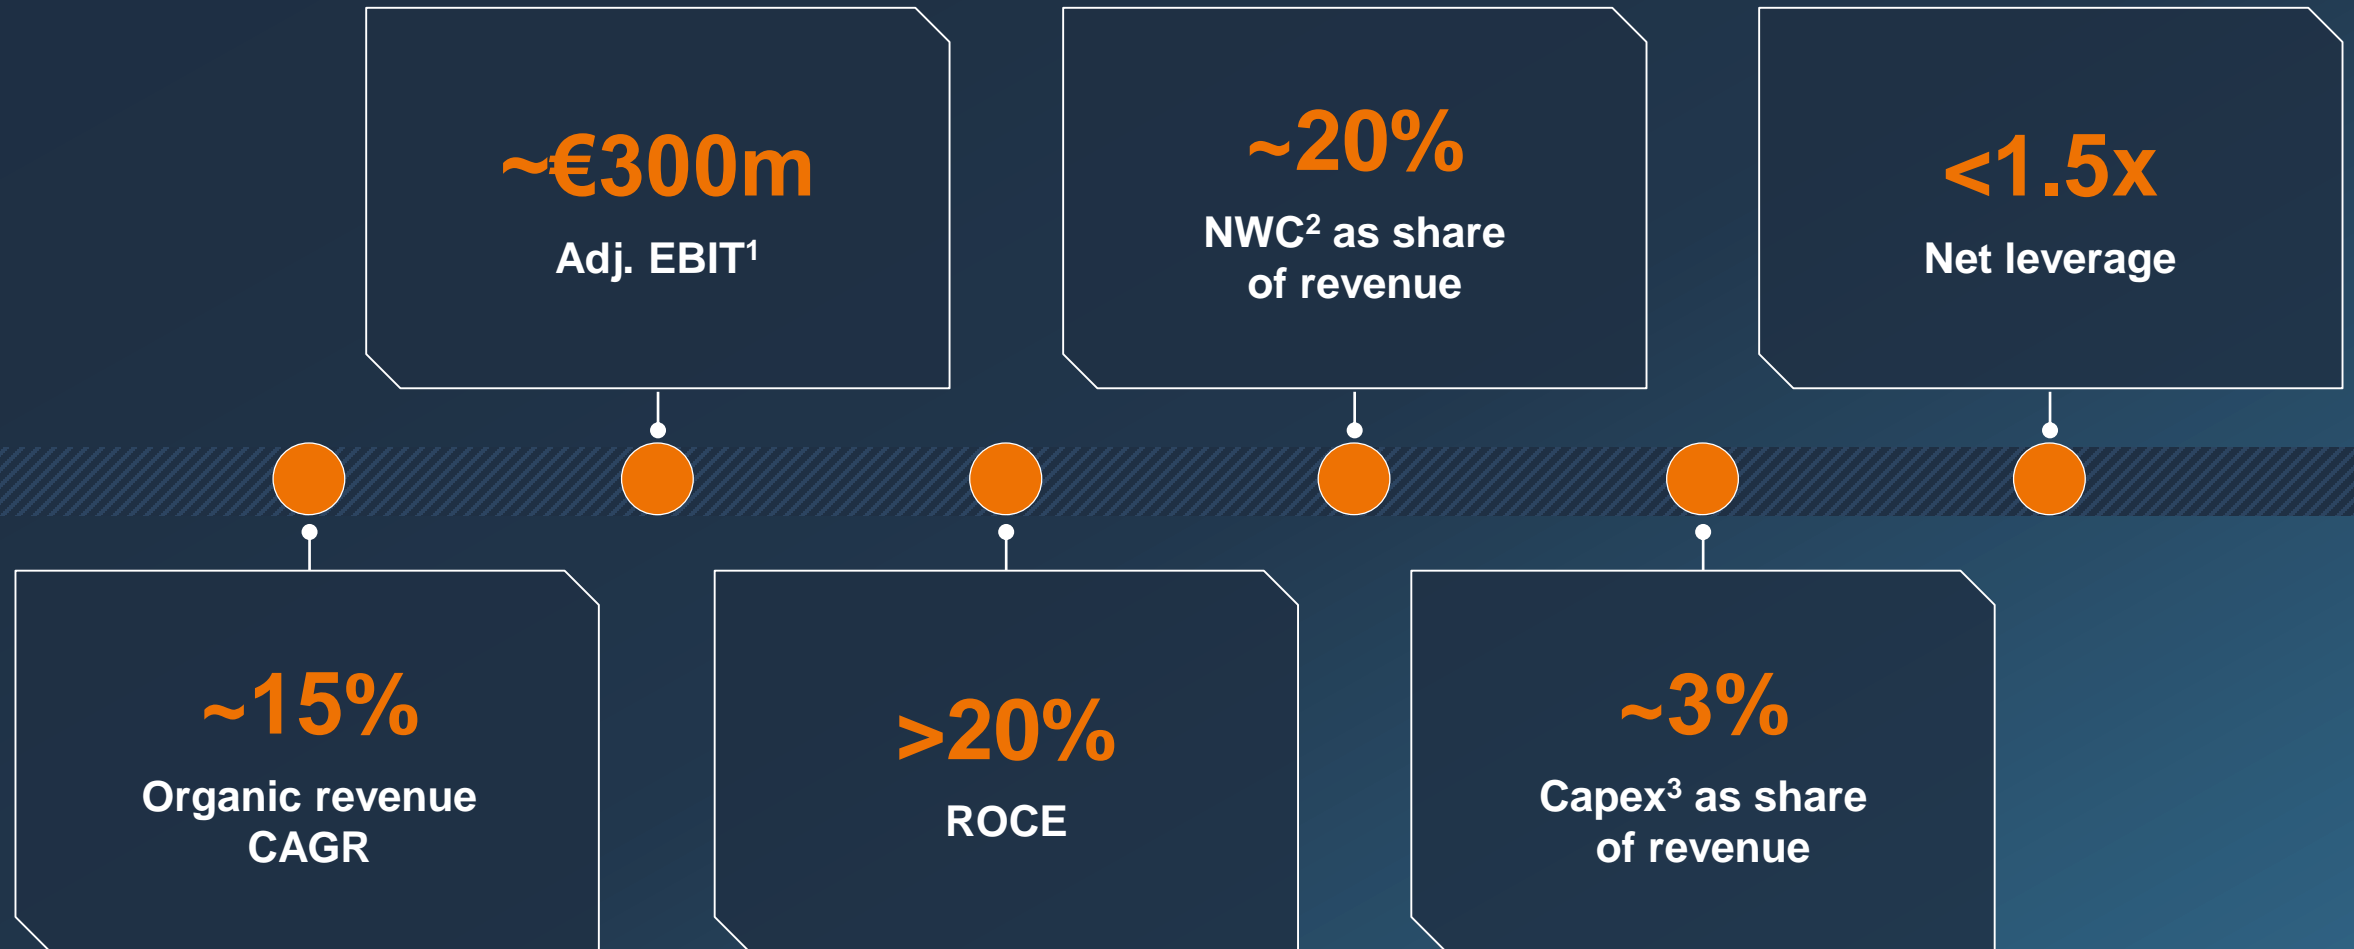 ~€300m
Adj. EBIT¹
~20%
NWC² as share
of revenue
<1.5x
Net leverage
~15%
Organic revenue
CAGR
>20%
ROCE
~3%
Capex³ as share
of revenue